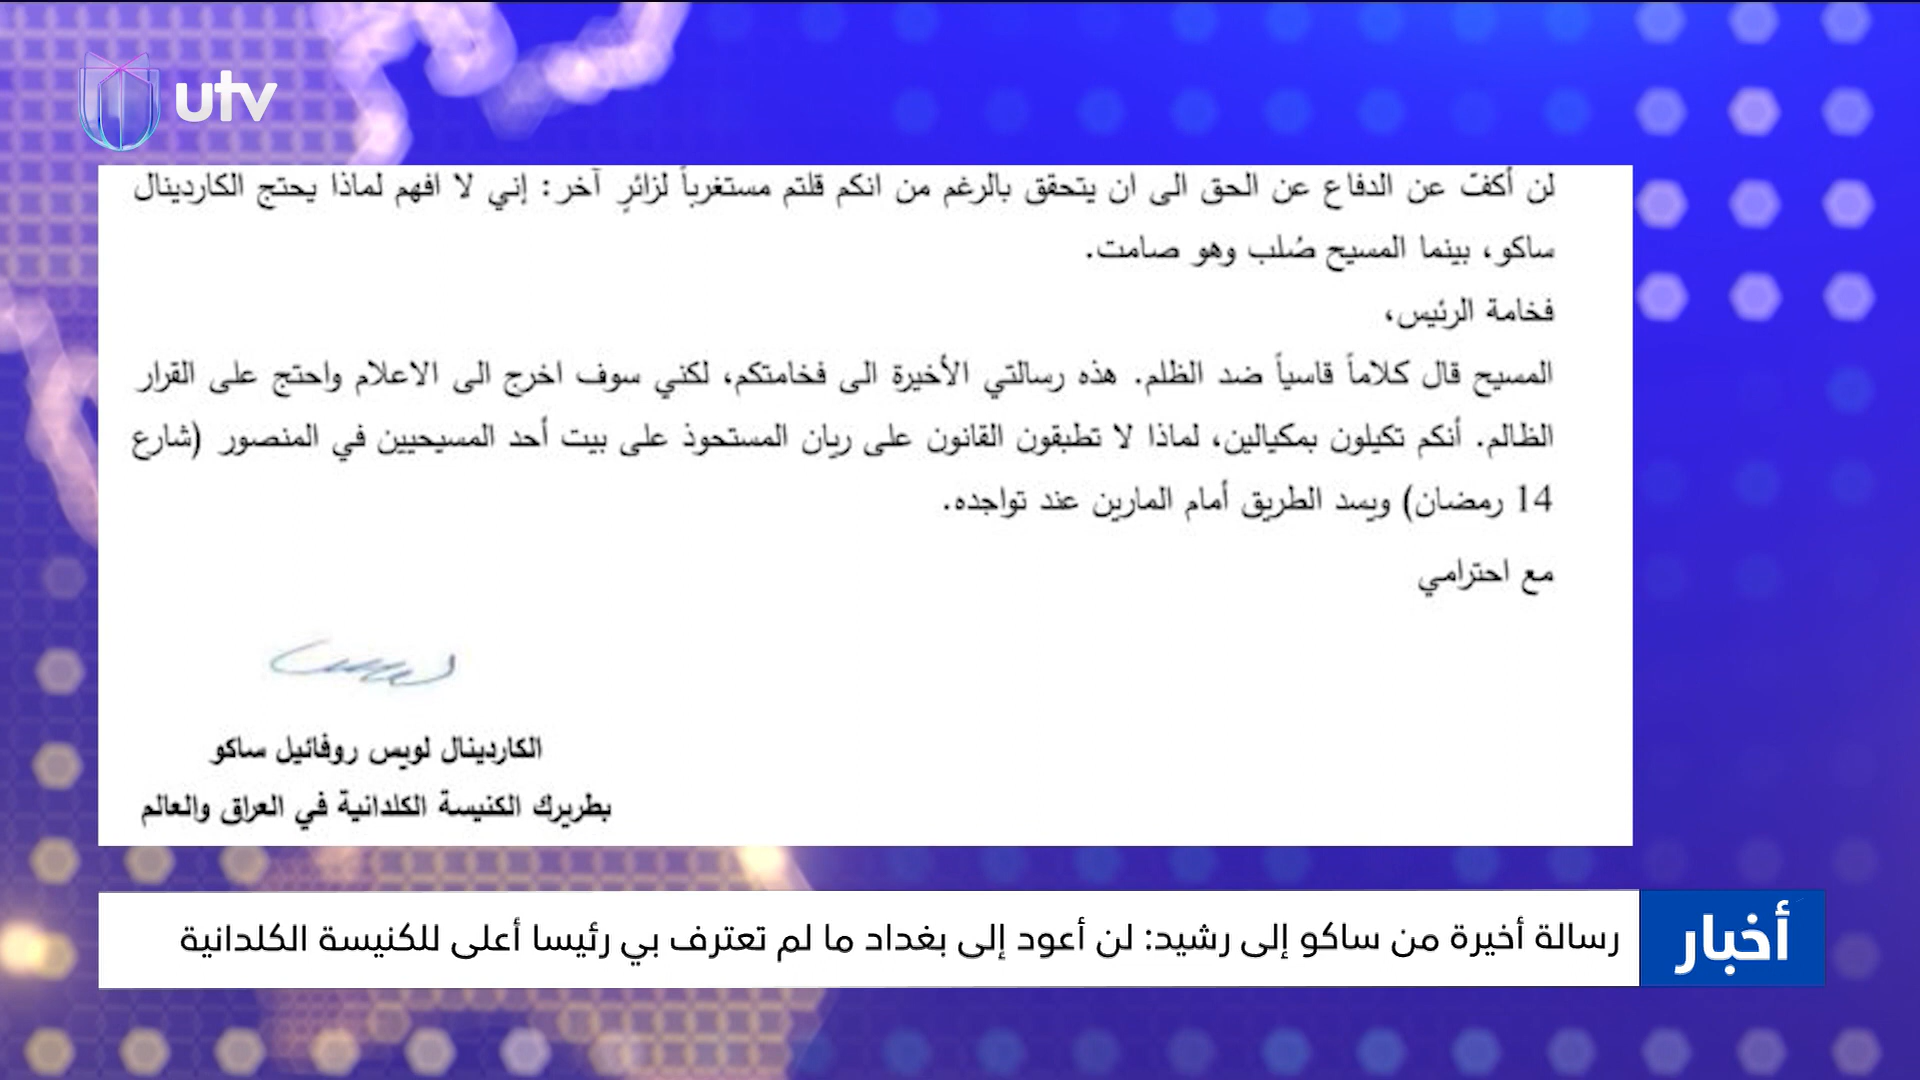 utv
لن أكفّ عن الدفاع عن الحق الى ان يتحقق بالرغم من انكم قلتم مستغرباً لزائرٍ آخر: إني لا افهم لماذا يحتج الكاردينال
ساكو، بينما المسيح صُلب وهو صامت.
فخامة الرئيس،
المسيح قال كلاماً قاسياً ضد الظلم. هذه رسالتي الأخيرة الى فخامتكم، لكني سوف اخرج الى الاعلام واحتج على القرار
الظالم. أنكم تكيلون بمكيالين، لماذا لا تطبقون القانون على ريان المستحوذ على بيت أحد المسيحيين في المنصور (شارع
14 رمضان) ويسد الطريق أمام المارين عند تواجده.
مع احترامي
الكاردينال لويس روفائيل ساكو
بطريرك الكنيسة الكلدانية في العراق والعالم
أخبار
رسالة أخيرة من ساكو إلى رشيد: لن أعود إلى بغداد ما لم تعترف بي رئيسا أعلى للكنيسة الكلدانية